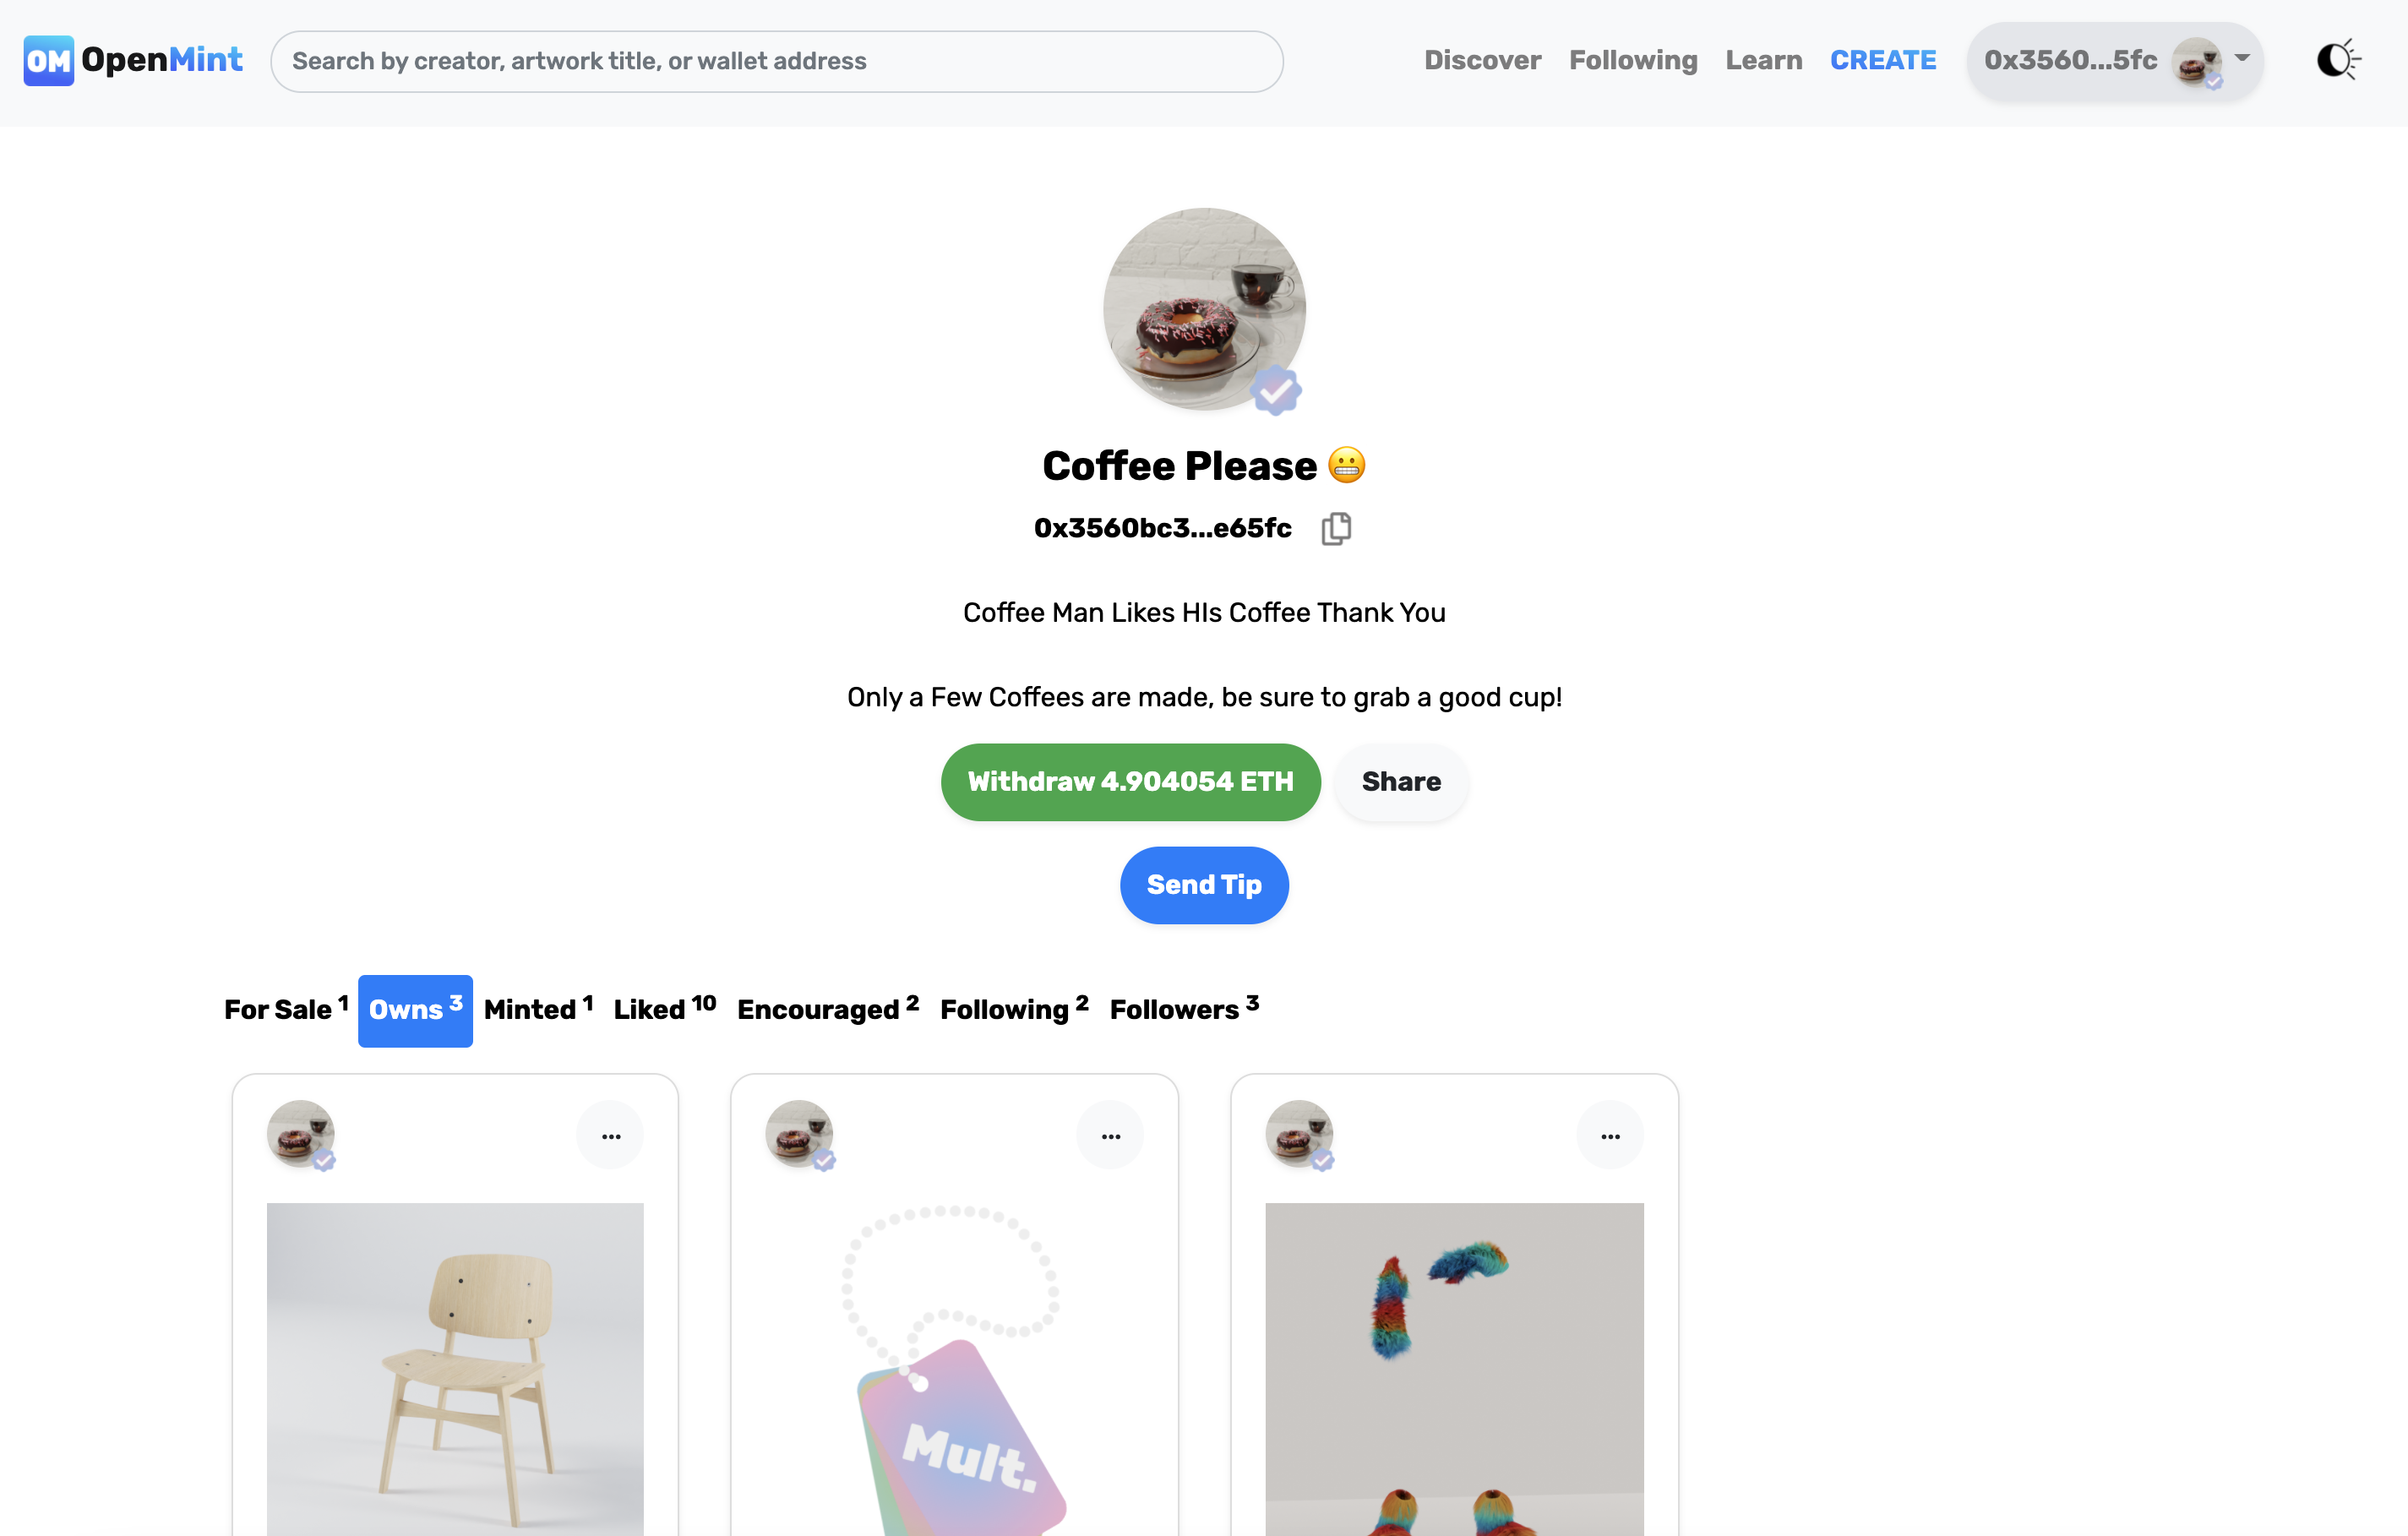 OM OpenMint
Search by creator, artwork title, or wallet address
Discover Following Learn CREATE 0x3560...5fc
Coffee Please 😬
0x3560bc3...e65fc
Coffee Man Likes HIs Coffee Thank You
Only a Few Coffees are made, be sure to grab a good cup!
Withdraw 4.904054 ETH Share
Send Tip
For Sale 1 Owns 3 Minted 1 Liked 10 Encouraged 2 Following 2 Followers 3
... ... ...
Mult.